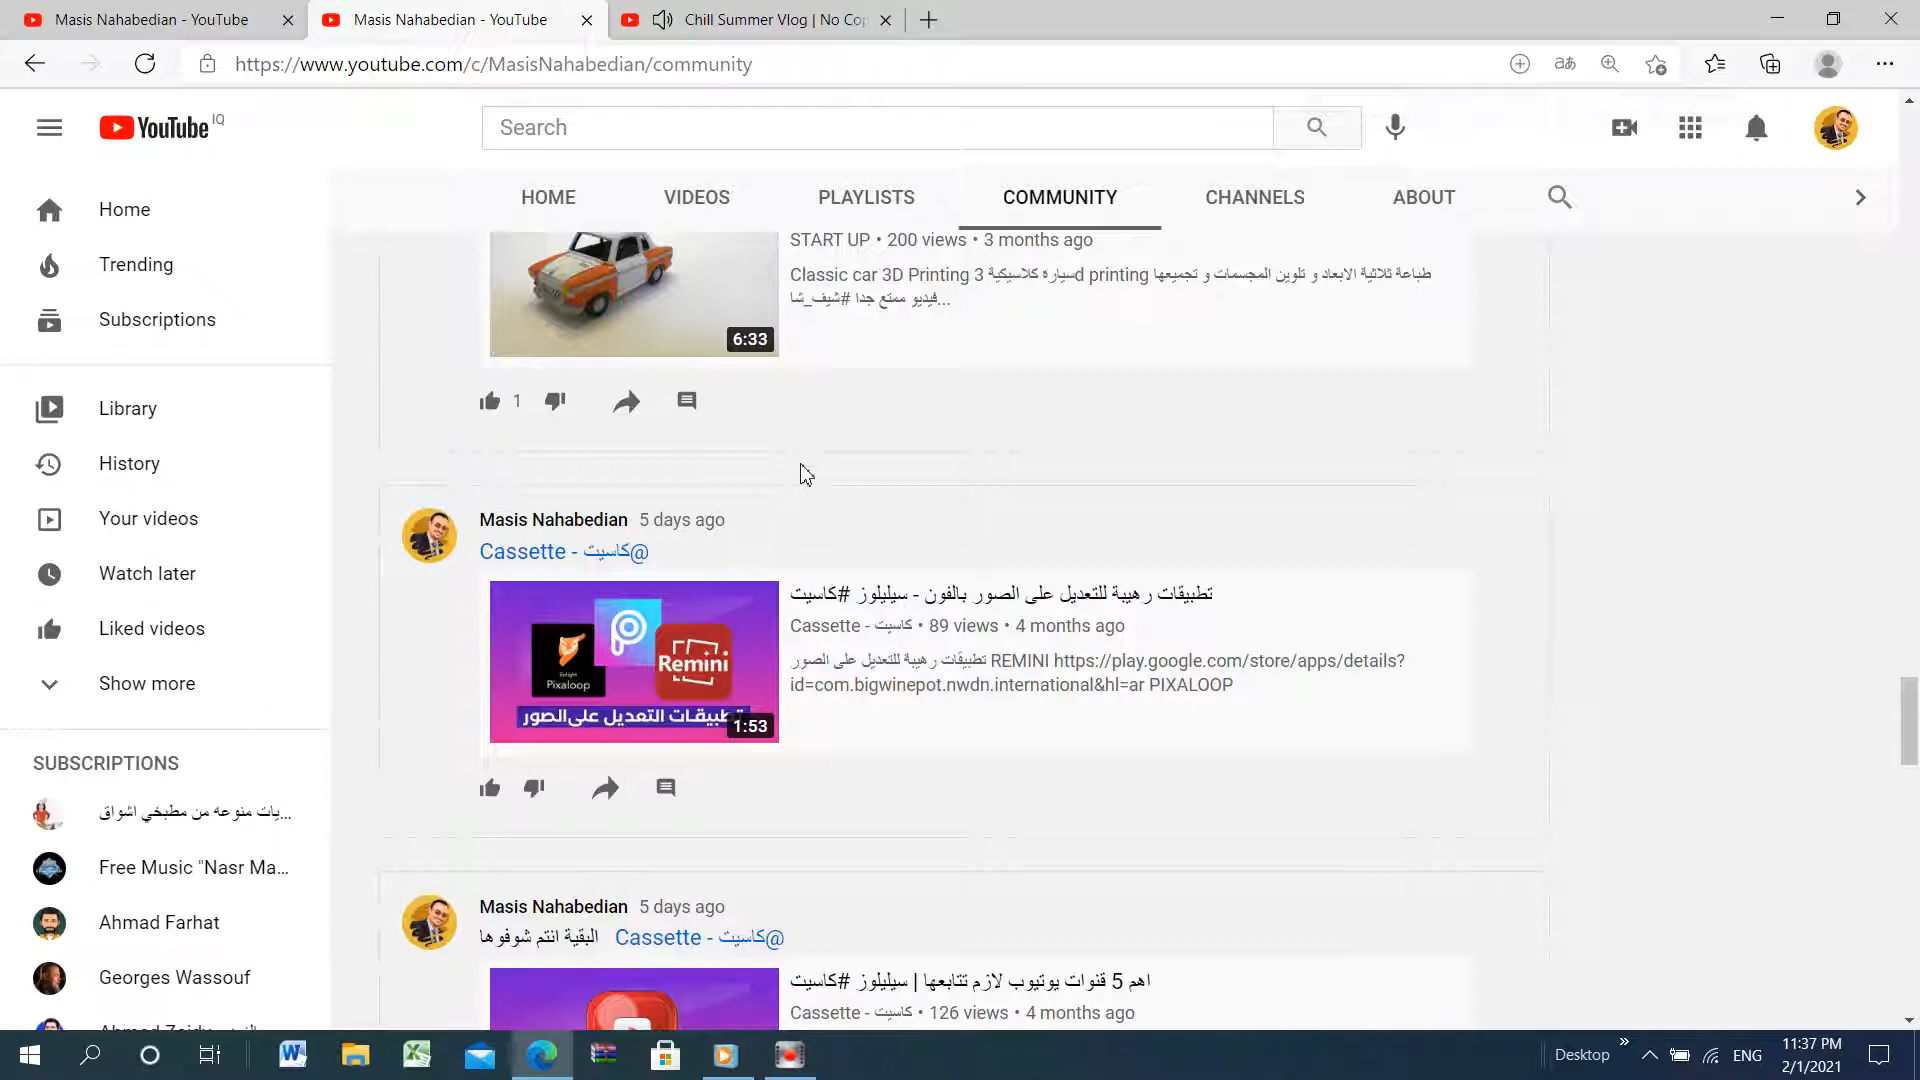 Masis Nahabedian - YouTube
Masis Nahabedian - YouTube
Chill Summer Vlog | No Cop
https://www.youtube.com/c/MasisNahabedian/community
YouTube IQ
Search
HOME
VIDEOS
PLAYLISTS
COMMUNITY
CHANNELS
ABOUT
Home
Trending
Subscriptions
Library
History
Your videos
Watch later
Liked videos
Show more
SUBSCRIPTIONS
...يات منوعه من مطبخي اشواق
Free Music "Nasr Ma...
Ahmad Farhat
Georges Wassouf
START UP • 200 views • 3 months ago
Classic car 3D Printing 3 سيارة كلاسيكية d printing طباعة ثلاثية الابعاد و تلوين المجسمات و تجميعها
فيديو ممتع جدا #شيف_شا...
6:33
1
Masis Nahabedian 5 days ago
Cassette - كاسيت@
تطبيقات رهيبة للتعديل على الصور بالفون - سيليلوز #كاسيت
Cassette - كاسيت • 89 views • 4 months ago
تطبيقات رهيبة للتعديل على الصور REMINI https://play.google.com/store/apps/details?
id=com.bigwinepot.nwdn.international&hl=ar PIXALOOP
Enlight
Pixaloop
Remini
تطبيقات التعديل على الصور
1:53
Masis Nahabedian 5 days ago
البقية انتم شوفوها Cassette - كاسيت@
اهم 5 قنوات يوتيوب لازم تتابعها | سيليلوز #كاسيت
Cassette - كاسيت • 126 views • 4 months ago
Desktop
ENG
11:37 PM
2/1/2021